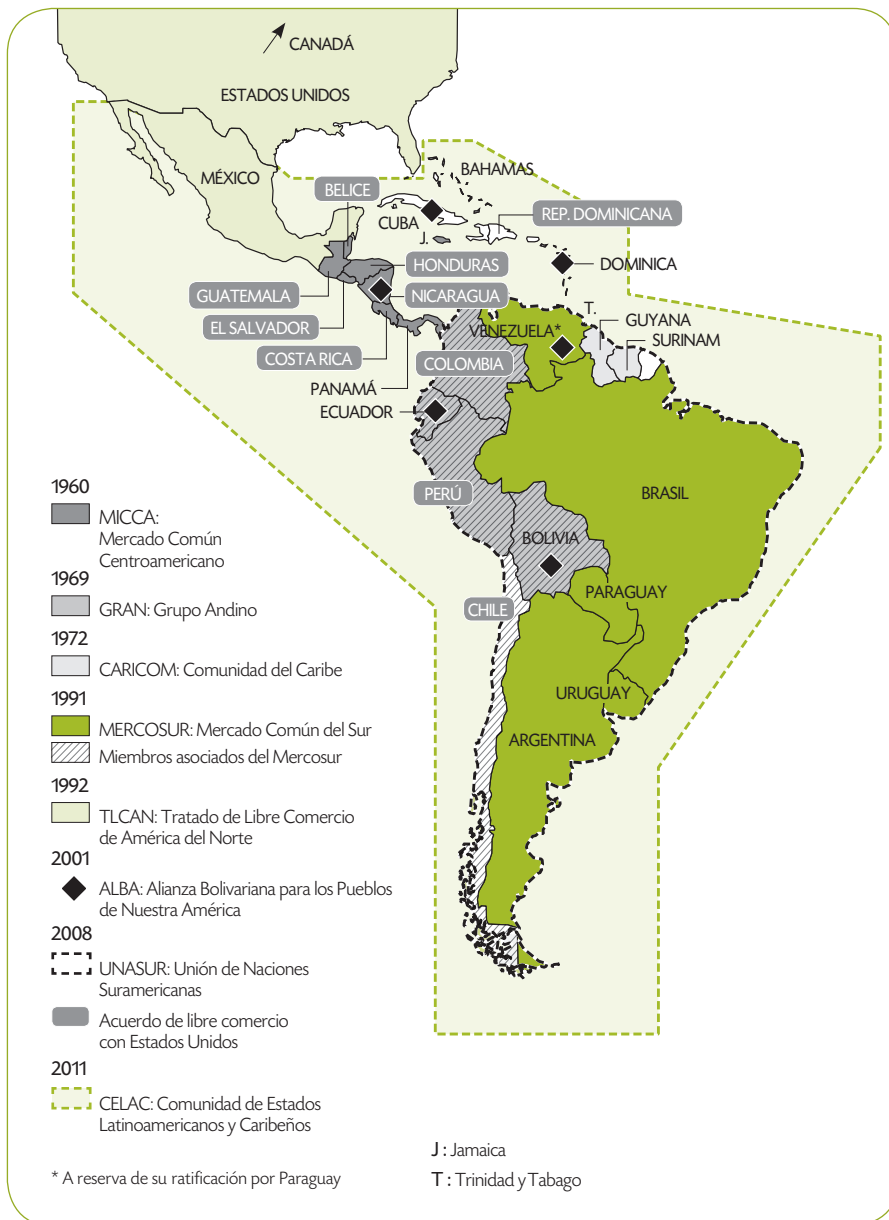 CANADÁ
ESTADOS UNIDOS
MÉXICO
BAHAMAS
BELICE
REP. DOMINICANA
CUBA
J.
DOMINICA
HONDURAS
GUATEMALA
NICARAGUA
T.
GUYANA
EL SALVADOR
VENEZUELA*
SURINAM
COSTA RICA
COLOMBIA
PANAMÁ
ECUADOR
PERÚ
BRASIL
BOLIVIA
PARAGUAY
CHILE
URUGUAY
ARGENTINA
1960
MICCA:
Mercado Común
Centroamericano
1969
GRAN: Grupo Andino
1972
CARICOM: Comunidad del Caribe
1991
MERCOSUR: Mercado Común del Sur
Miembros asociados del Mercosur
1992
TLCAN: Tratado de Libre Comercio
de América del Norte
2001
ALBA: Alianza Bolivariana para los Pueblos
de Nuestra América
2008
UNASUR: Unión de Naciones
Suramericanas
Acuerdo de libre comercio
con Estados Unidos
2011
CELAC: Comunidad de Estados
Latinoamericanos y Caribeños
* A reserva de su ratificación por Paraguay
J : Jamaica
T : Trinidad y Tabago